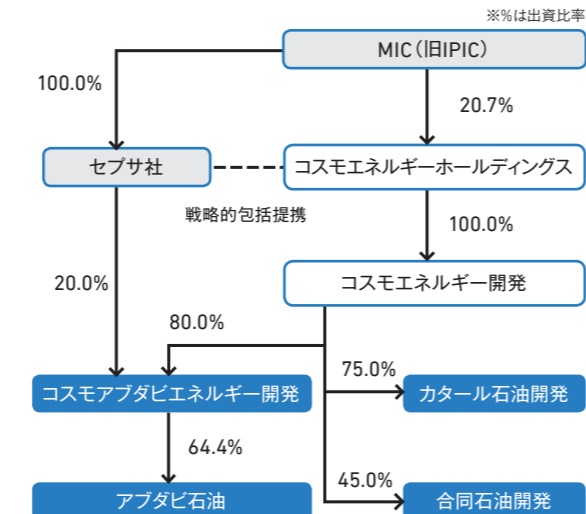 ※%は出資比率
MIC（旧IPIC）
100.0%
20.7%
セプサ社
コスモエネルギーホールディングス
戦略的包括提携
100.0%
コスモエネルギー開発
20.0%
80.0%
コスモアブダビエネルギー開発
75.0%
カタール石油開発
64.4%
45.0%
アブダビ石油
合同石油開発